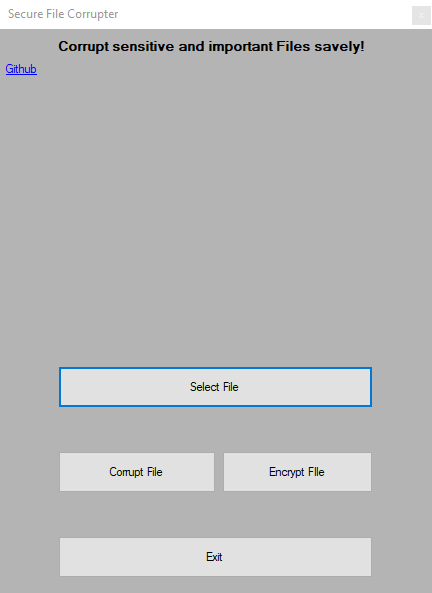 Secure File Corrupter
x
Corrupt sensitive and important Files savely!
Github
Select File
Corrupt File
Encrypt FIle
Exit